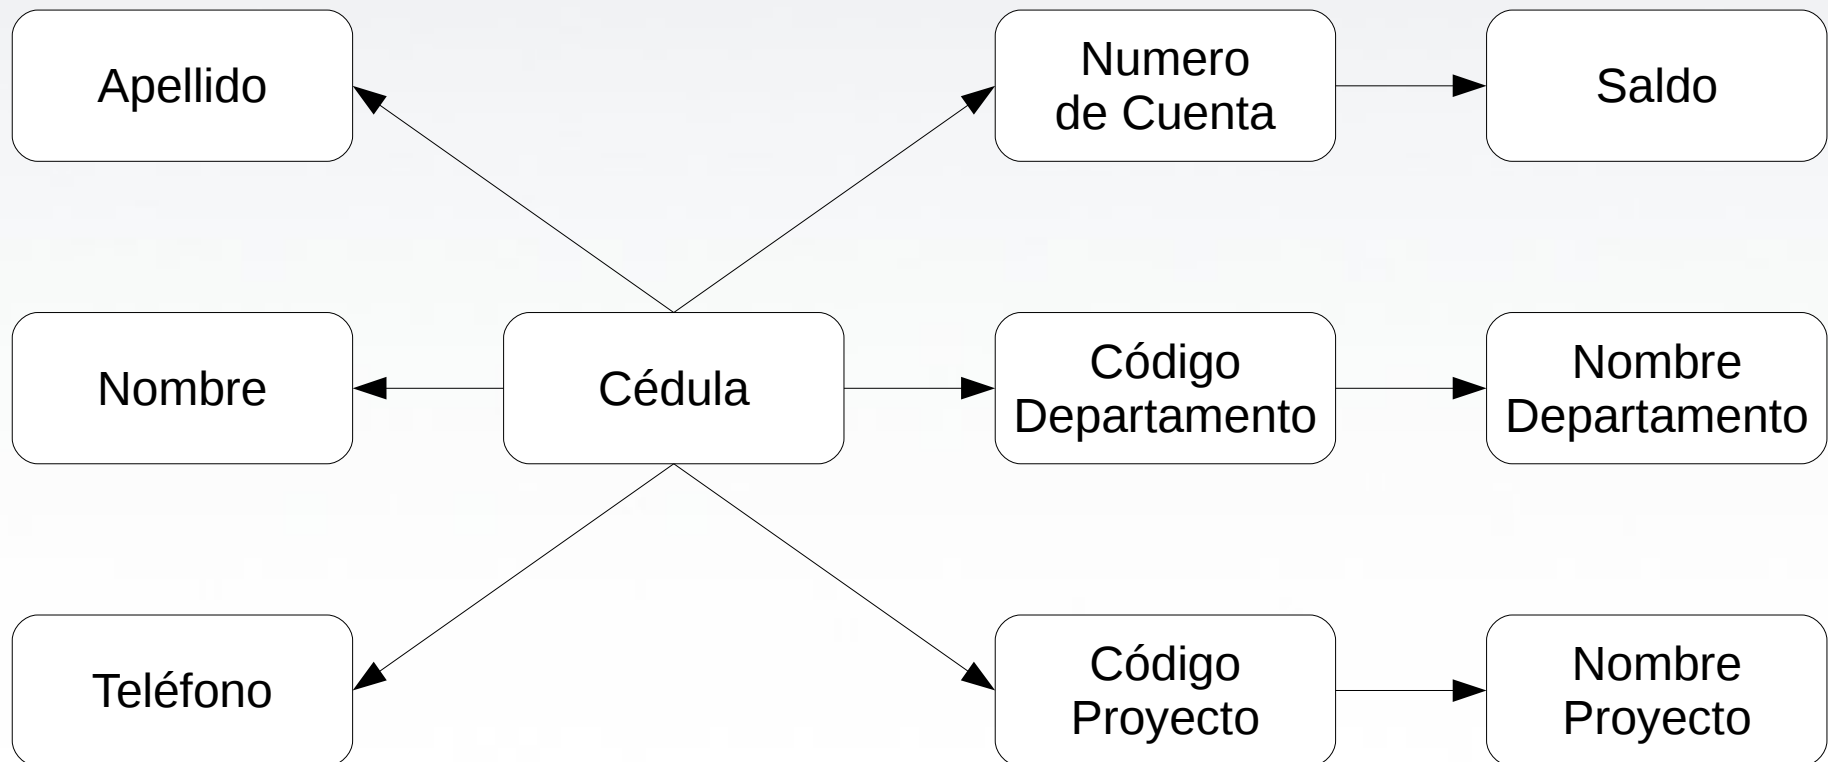 Apellido
Numero
de Cuenta
Saldo
Nombre
Cédula
Código
Departamento
Nombre
Departamento
Teléfono
Código
Proyecto
Nombre
Proyecto